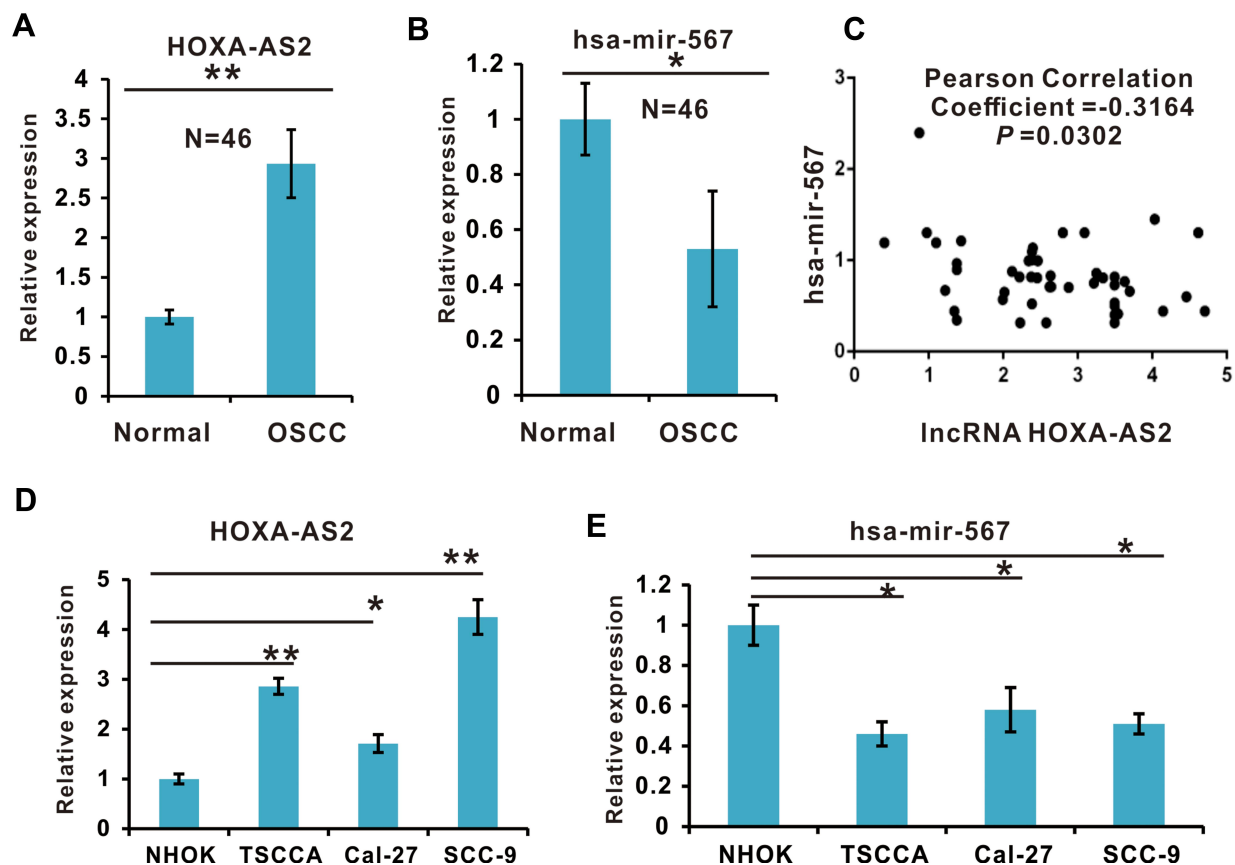 A
HOXA-AS2
**
N=46
Relative expression
4
3.5
3
2.5
2
1.5
1
0.5
0
Normal OSCC
B
hsa-mir-567
*
N=46
Relative expression
1.2
1
0.8
0.6
0.4
0.2
0
Normal OSCC
C
Pearson Correlation
Coefficient =-0.3164
P =0.0302
hsa-mir-567
3
2
1
0
0 1 2 3 4 5
lncRNA HOXA-AS2
D
HOXA-AS2
**
*
**
Relative expression
5
4
3
2
1
0
NHOK TSCCA Cal-27 SCC-9
E
hsa-mir-567
*
*
*
Relative expression
1.2
1
0.8
0.6
0.4
0.2
0
NHOK TSCCA Cal-27 SCC-9